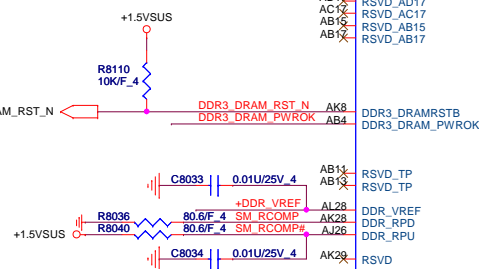 RSVD_AD17
AC17 RSVD_AC17
+1.5VSUS AB15 RSVD_AB15
AB17 RSVD_AB17
R8110
10K/F_4
AM_RST_N DDR3_DRAM_RST_N AK8 DDR3_DRAMRSTB
DDR3_DRAM_PWROK AB4 DDR3_DRAM_PWROK
AB11 RSVD_TP
C8033 0.01U/25V_4 AB13 RSVD_TP
+DDR_VREF AL28 DDR_VREF
R8036 80.6/F_4 SM_RCOMP AK28 DDR_RPD
+1.5VSUS R8040 80.6/F_4 SM_RCOMP# AJ26 DDR_RPU
C8034 0.01U/25V_4 AK29 RSVD